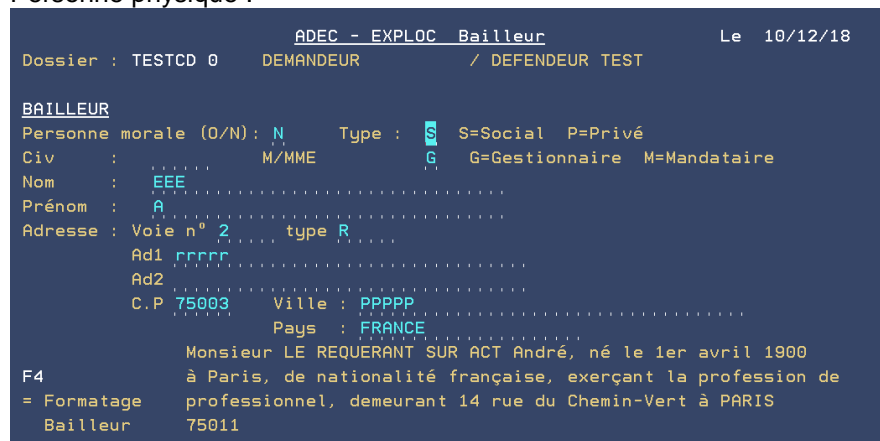 Personne physique :
ADEC - EXPLOC Bailleur Le 10/12/18
Dossier : TESTCD 0 DEMANDEUR / DEFENDEUR TEST
BAILLEUR
Personne morale (O/N): N Type : S S=Social P=Privé
Civ : M/MME G G=Gestionnaire M=Mandataire
Nom : EEE
Prénom : A
Adresse : Voie n° 2 type R
Ad1 rrrrr
Ad2
C.P 75003 Ville : PPPPP
Pays : FRANCE
Monsieur LE REQUERANT SUR ACT André, né le 1er avril 1900
F4 à Paris, de nationalité française, exerçant la profession de
= Formatage professionnel, demeurant 14 rue du Chemin-Vert à PARIS
Bailleur 75011